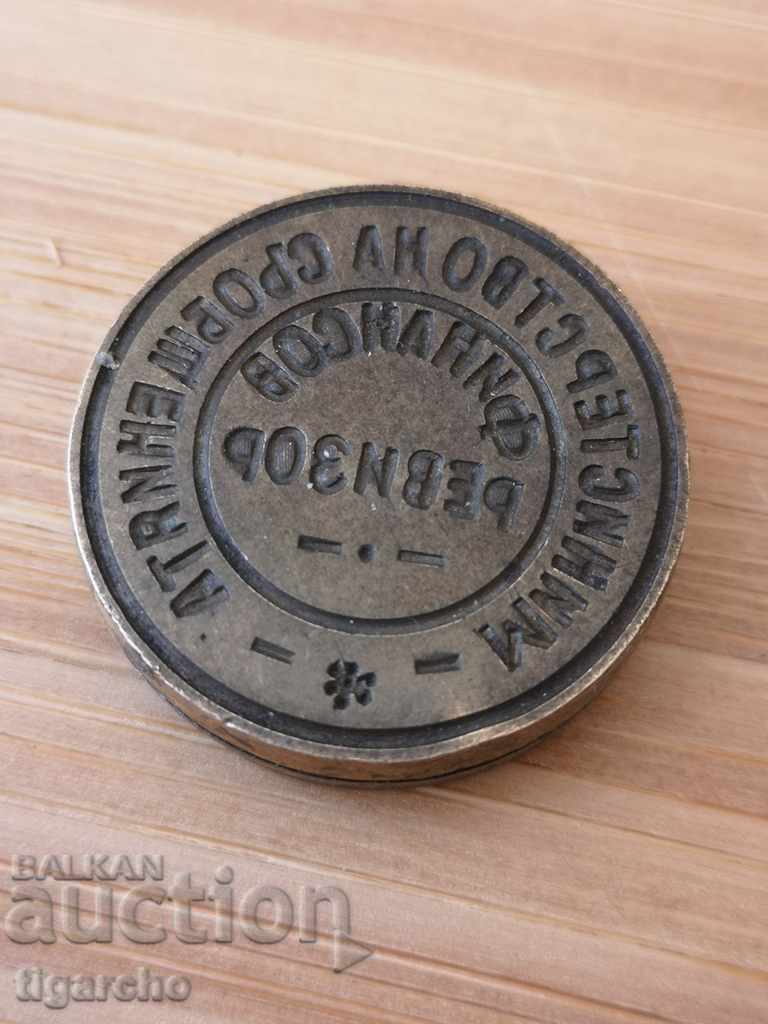 МИНИСТЕРСТВО НА СЪОБЩЕНИЯТА
ФИНАНСОВ
РЕВИЗОР
BALKAN
auction
tigarcho